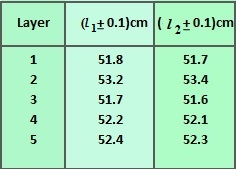 Layer (l₁± 0.1)cm ( l ₂± 0.1)cm
1 51.8 51.7
2 53.2 53.4
3 51.7 51.6
4 52.2 52.1
5 52.4 52.3